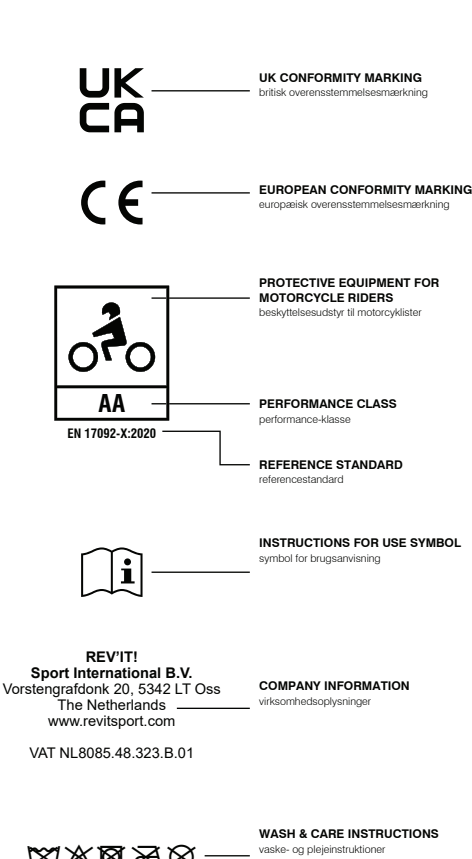 UK
CA
UK CONFORMITY MARKING
britisk overensstemmelsesmærkning
CE
EUROPEAN CONFORMITY MARKING
europæisk overensstemmelsesmærkning
PROTECTIVE EQUIPMENT FOR
MOTORCYCLE RIDERS
beskyttelsesudstyr til motorcyklister
AA
PERFORMANCE CLASS
performance-klasse
EN 17092-X:2020
REFERENCE STANDARD
referencestandard
INSTRUCTIONS FOR USE SYMBOL
symbol for brugsanvisning
i
REV'IT!
Sport International B.V.
Vorstengrafdonk 20, 5342 LT Oss
The Netherlands
www.revitsport.com
VAT NL8085.48.323.B.01
COMPANY INFORMATION
virksomhedsoplysninger
WASH & CARE INSTRUCTIONS
vaske- og plejeinstruktioner